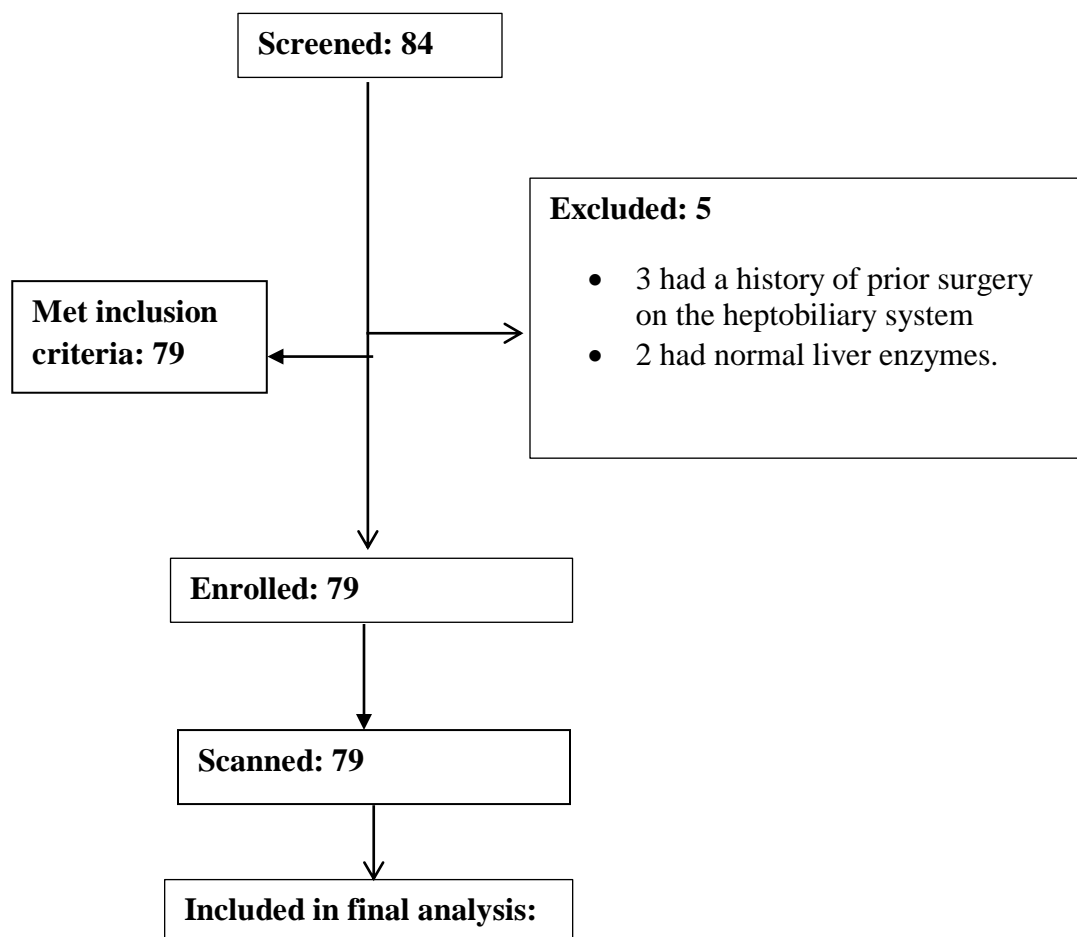 Screened: 84
Excluded: 5
• 3 had a history of prior surgery
on the heptobiliary system
• 2 had normal liver enzymes.
Met inclusion
criteria: 79
Enrolled: 79
Scanned: 79
Included in final analysis: